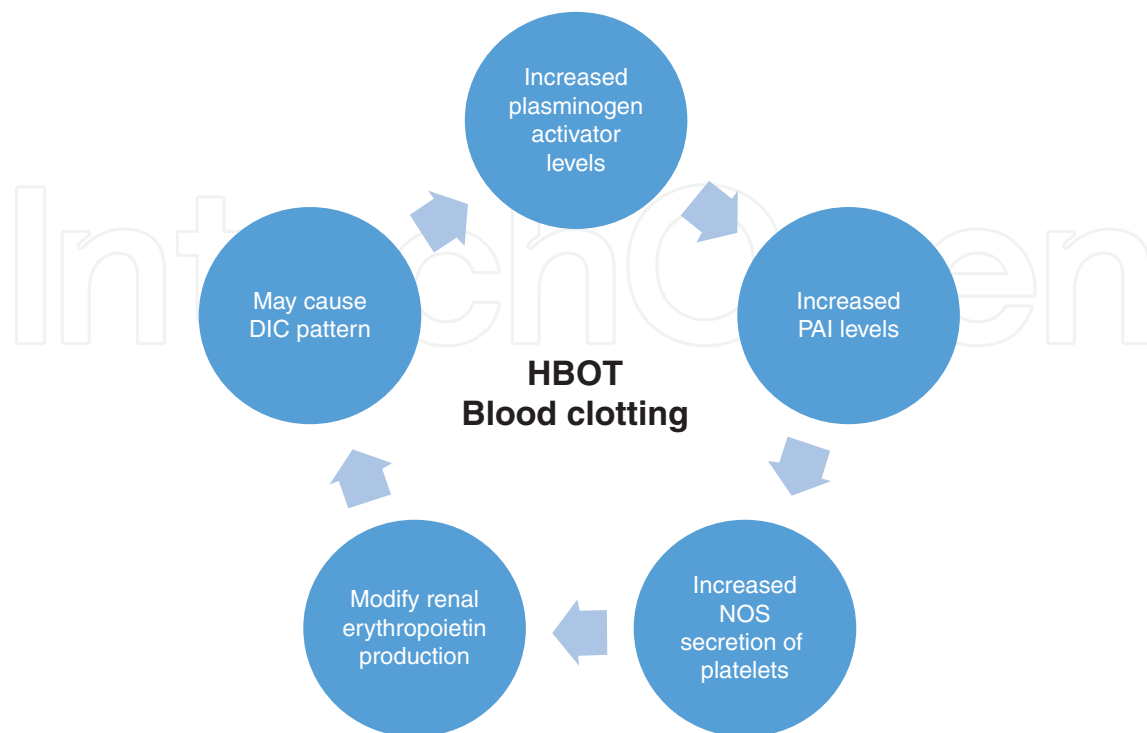 Increased
plasminogen
activator
levels
Increased
PAI levels
Increased
NOS
secretion of
platelets
Modify renal
erythropoietin
production
May cause
DIC pattern
HBOT
Blood clotting
IntechOpen